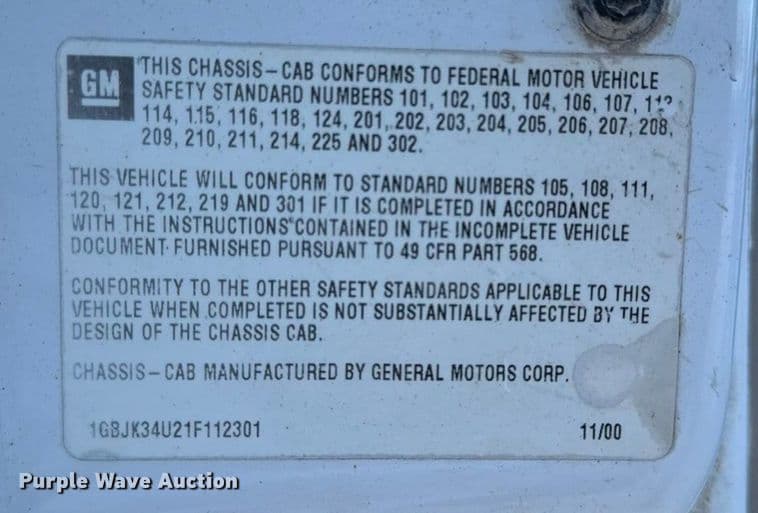 GM
THIS CHASSIS-CAB CONFORMS TO FEDERAL MOTOR VEHICLE
SAFETY STANDARD NUMBERS 101, 102, 103, 104, 106, 107,
114, 115, 116, 118, 124, 201, 202, 203, 204, 205, 206, 207, 208,
209, 210, 211, 214, 225 AND 302.
THIS VEHICLE WILL CONFORM TO STANDARD NUMBERS 105, 108, 111,
120, 121, 212, 219 AND 301 IF IT IS COMPLETED IN ACCORDANCE
WITH THE INSTRUCTIONS CONTAINED IN THE INCOMPLETE VEHICLE
DOCUMENT FURNISHED PURSUANT TO 49 CFR PART 568.
CONFORMITY TO THE OTHER SAFETY STANDARDS APPLICABLE TO THIS
VEHICLE WHEN COMPLETED IS NOT SUBSTANTIALLY AFFECTED BY THE
DESIGN OF THE CHASSIS CAB.
CHASSIS-CAB MANUFACTURED BY GENERAL MOTORS CORP.
1GBJK34U21F112301 11/00
Purple Wave Auction